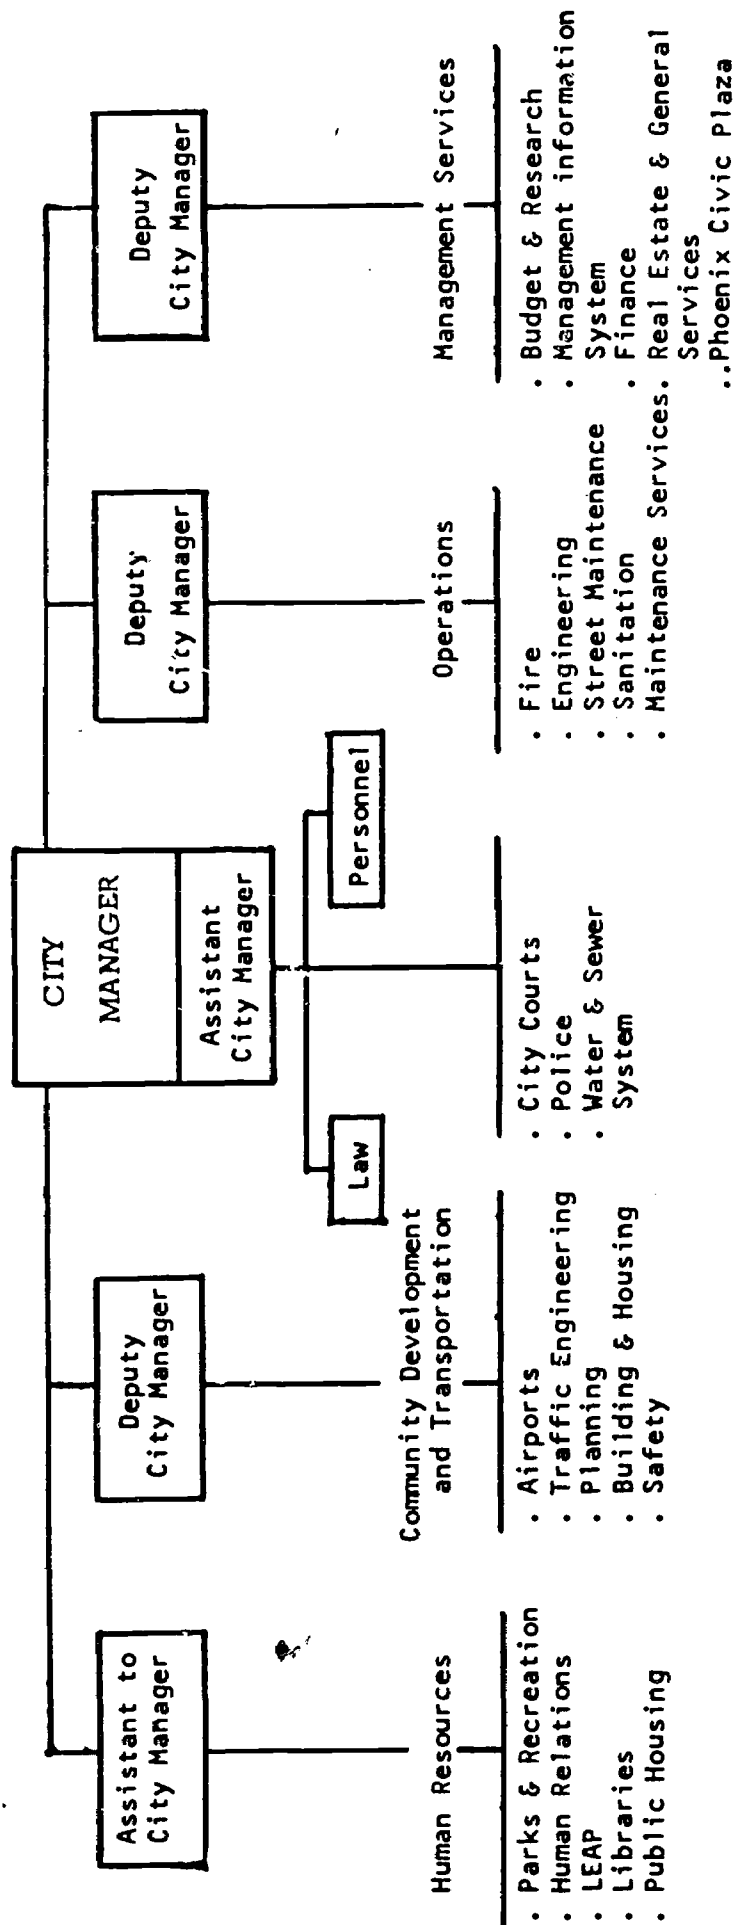 CITY
MANAGER
Assistant
City Manager
Assistant to
City Manager
Deputy
City Manager
Deputy
City Manager
Deputy
City Manager
Law
Personnel
Human Resources
· Parks & Recreation
· Human Relations
· LEAP
· Libraries
· Public Housing
Community Development
and Transportation
· Airports
· Traffic Engineering
· Planning
· Building & Housing
· Safety
· City Courts
· Police
· Water & Sewer
System
Operations
· Fire
· Engineering
· Street Maintenance
· Sanitation
· Maintenance Services
Management Services
· Budget & Research
· Management information
System
· Finance
. Real Estate & General
Services
..Phoenix Civic Plaza